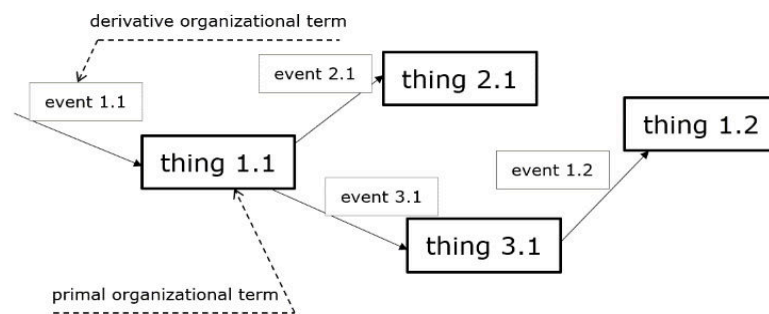 derivative organizational term
event 1.1
event 2.1
thing 2.1
thing 1.2
thing 1.1
event 1.2
event 3.1
thing 3.1
primal organizational term